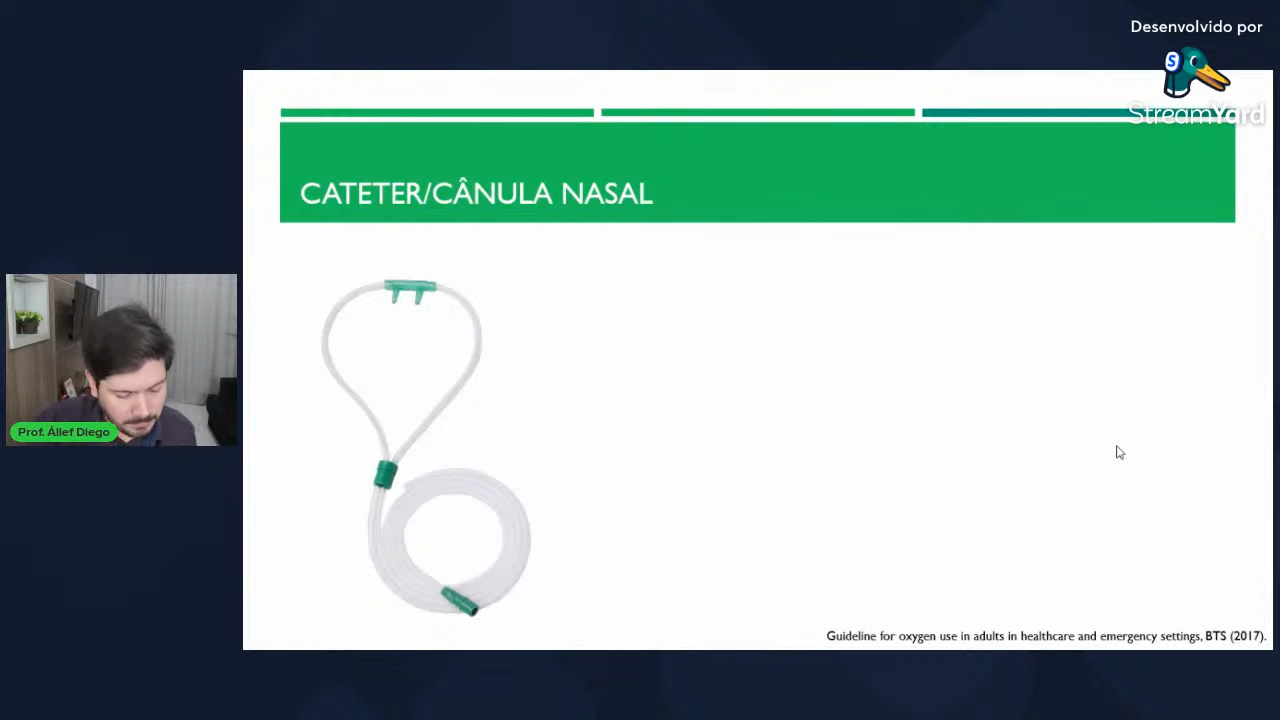 Desenvolvido por
StreamYard
CATETER/CÂNULA NASAL
Prof. Állef Diego
Guideline for oxygen use in adults in healthcare and emergency settings, BTS (2017).